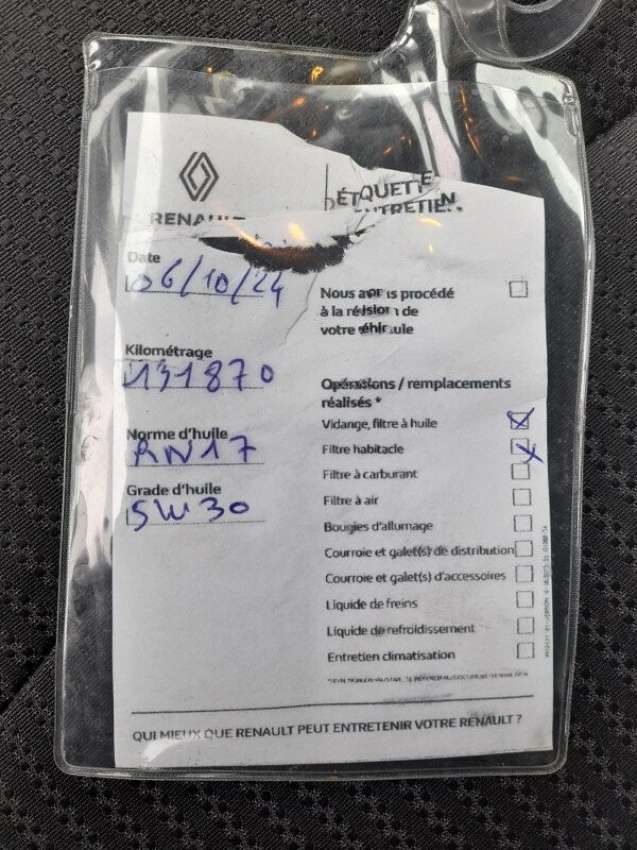 RENAULT
ÉTIQUETTE
ENTRETIEN
Date
06/10/24
Kilométrage
131870
Norme d'huile
RN17
Grade d'huile
5W30
Nous avons procédé
à la révision de
votre véhicule
Opérations / remplacements
réalisés *
Vidange, filtre à huile
Filtre habitacle
Filtre à carburant
Filtre à air
Bougies d'allumage
Courroie et galet(s) de distribution
Courroie et galet(s) d'accessoires
Liquide de freins
Liquide de refroidissement
Entretien climatisation
QUI MIEUX QUE RENAULT PEUT ENTRETENIR VOTRE RENAULT ?